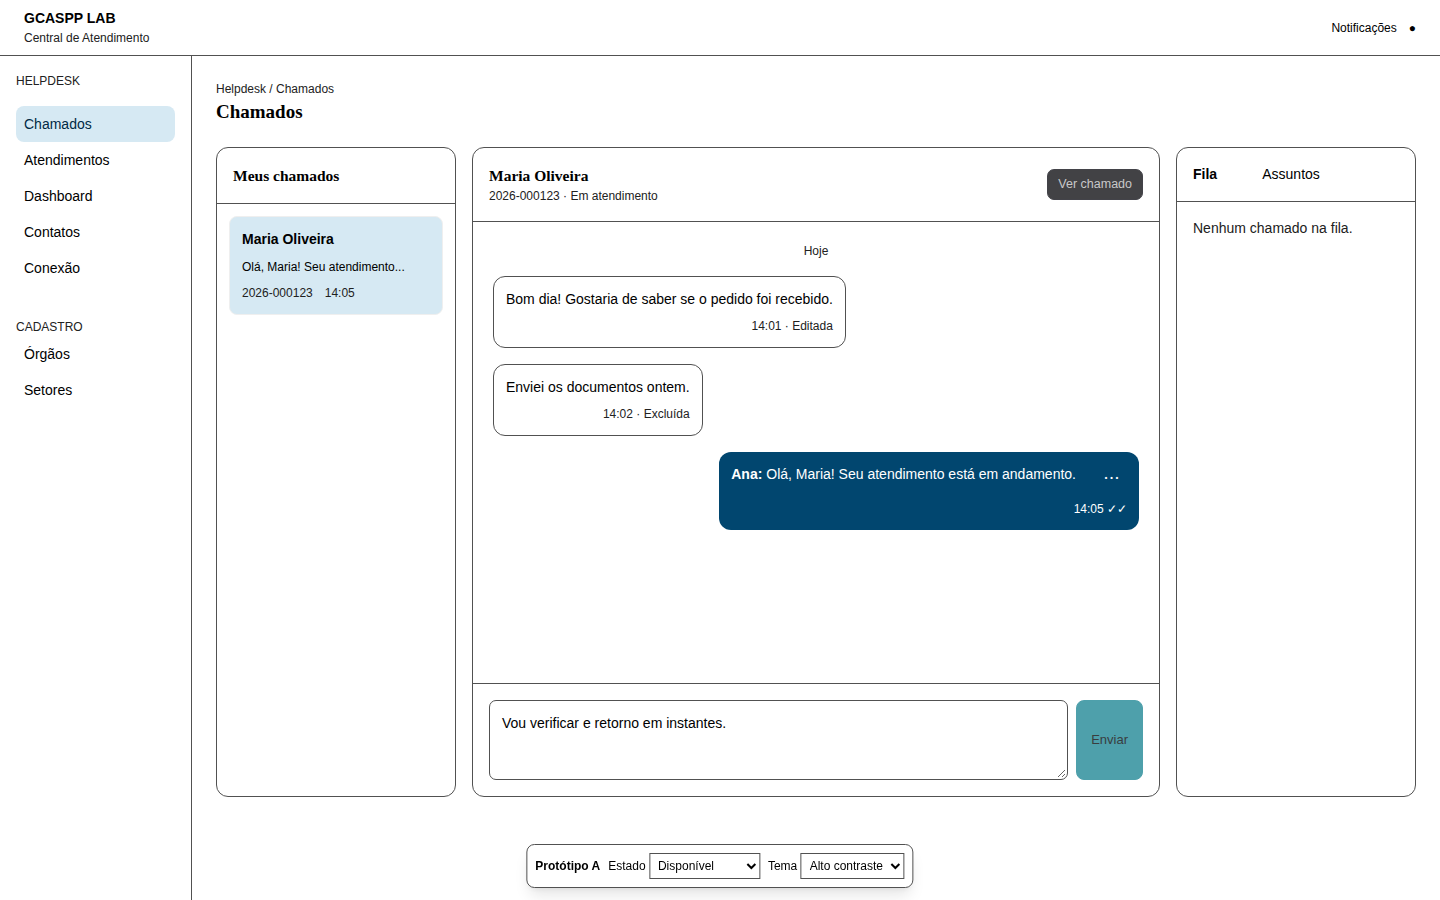 GCASPP LAB
Central de Atendimento
Notificações
HELPDESK
Chamados
Atendimentos
Dashboard
Contatos
Conexão
CADASTRO
Órgãos
Setores
Helpdesk / Chamados
Chamados
Meus chamados
Maria Oliveira
Olá, Maria! Seu atendimento...
2026-000123 14:05
Maria Oliveira
2026-000123 · Em atendimento
Ver chamado
Hoje
Bom dia! Gostaria de saber se o pedido foi recebido.
14:01 · Editada
Enviei os documentos ontem.
14:02 · Excluída
Ana: Olá, Maria! Seu atendimento está em andamento. ...
14:05 ✓✓
Vou verificar e retorno em instantes.
Enviar
Fila Assuntos
Nenhum chamado na fila.
Protótipo A Estado Disponível Tema Alto contraste